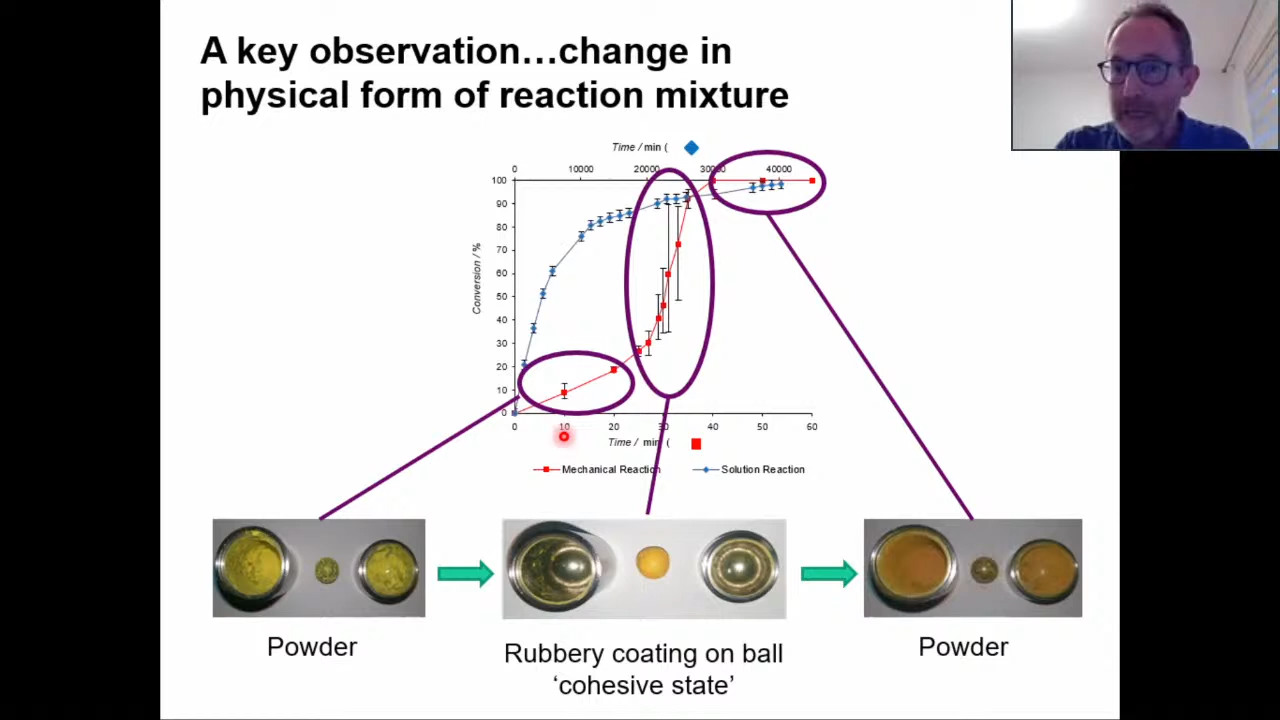 A key observation…change in
physical form of reaction mixture
Time / min (
0 10000 20000 30000 40000
100
90
80
70
60
50
40
30
20
10
0
Conversion / %
0 10 20 30 40 50 60
Time / min (
Mechanical Reaction Solution Reaction
Powder
Rubbery coating on ball
‘cohesive state’
Powder